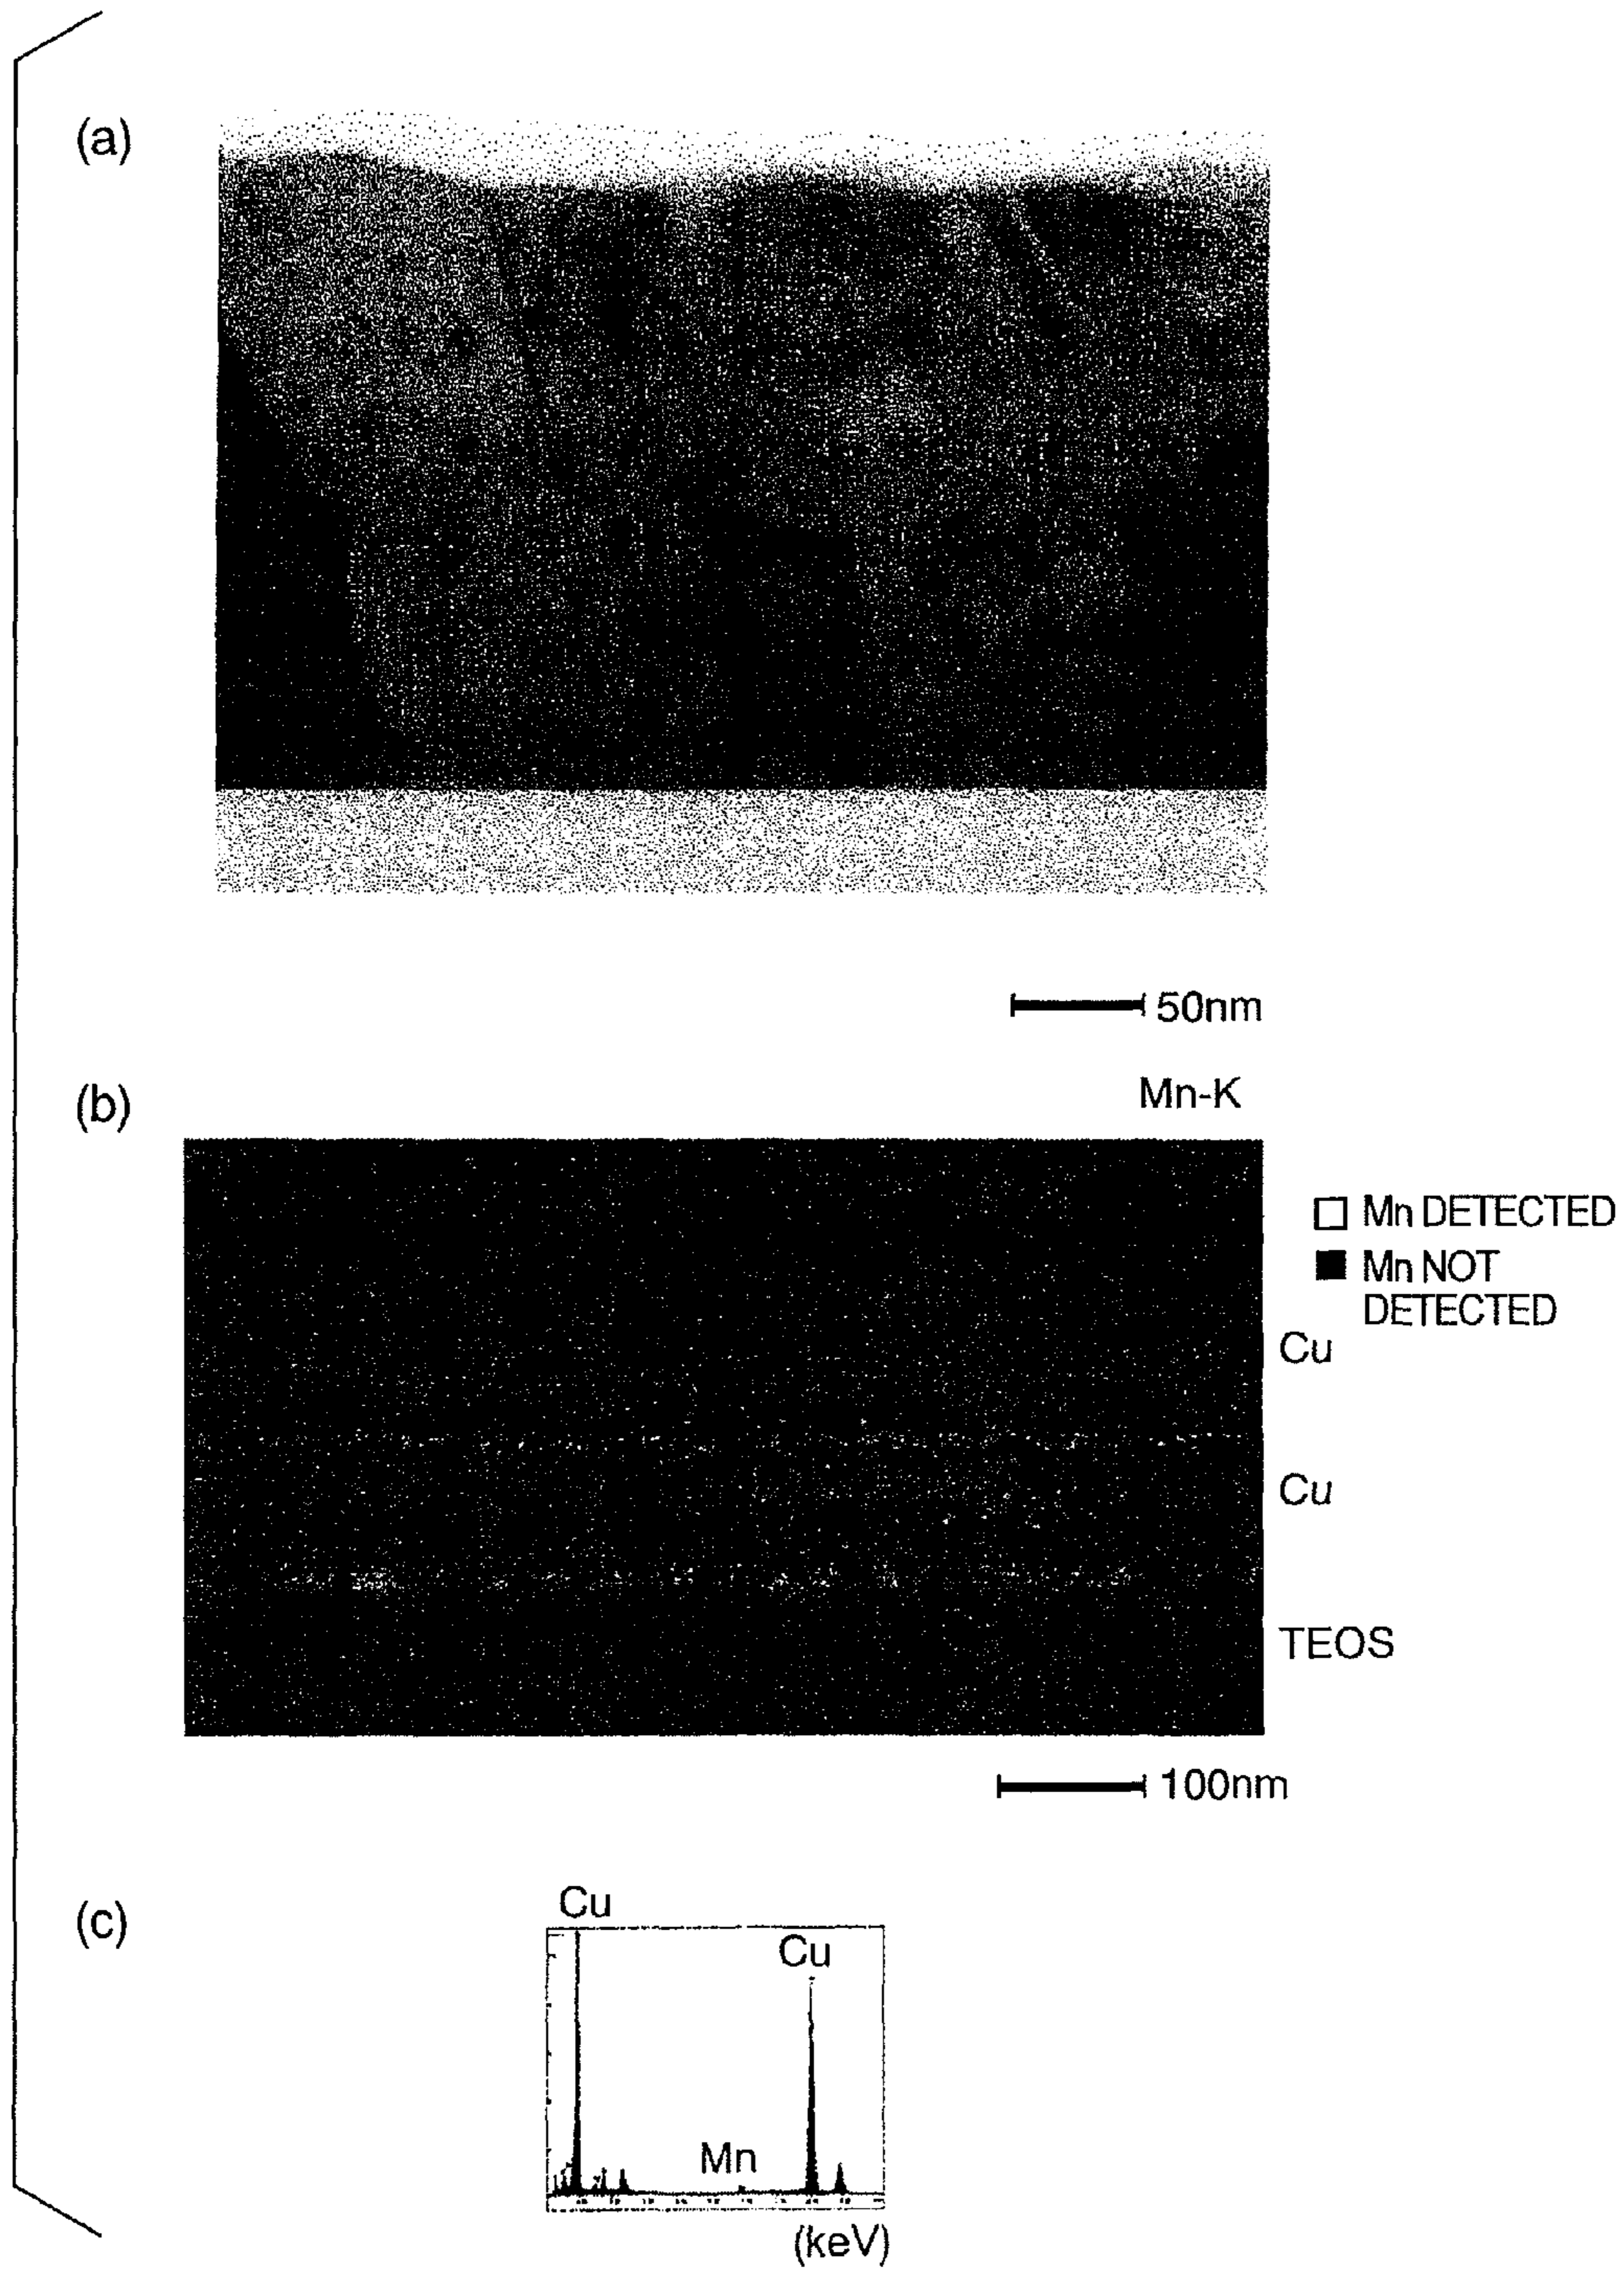 (a)
50nm
(b)
Mn-K
Mn DETECTED
Mn NOT
DETECTED
Cu
Cu
TEOS
100nm
(c)
Cu
Cu
Mn
(keV)